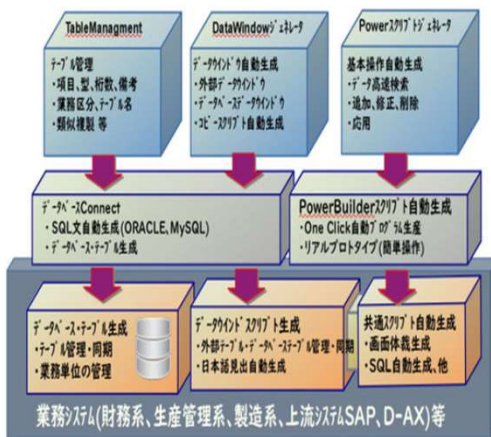 TableManagment
テーブル管理
・項目、型、桁数、備考
・業務区分、テーブル名
・類似複製 等
DataWindowジェネレータ
データウインドウ自動生成
・外部データウインドウ
・データベースデータウインドウ
・コピースクリプト自動生成
Powerスクリプトジェネレータ
基本操作自動生成
・データ高速検索
・追加、修正、削除
・応用
データベースConnect
・SQL文自動生成(ORACLE、MySQL)
・データベース・テーブル生成
PowerBuilderスクリプト自動生成
・One Click自動プログラム生産
・リアルプロトタイプ(簡単操作)
データベース・テーブル生成
・テーブル管理・同期
・業務単位の管理
データウインドスクリプト生成
・外部テーブル・データベーステーブル管理・同期
・日本語見出自動生成
共通スクリプト自動生成
・画面体裁生成
・SQL自動生成、他
業務システム(財務系、生産管理系、製造系、上流システムSAP、D-AX)等